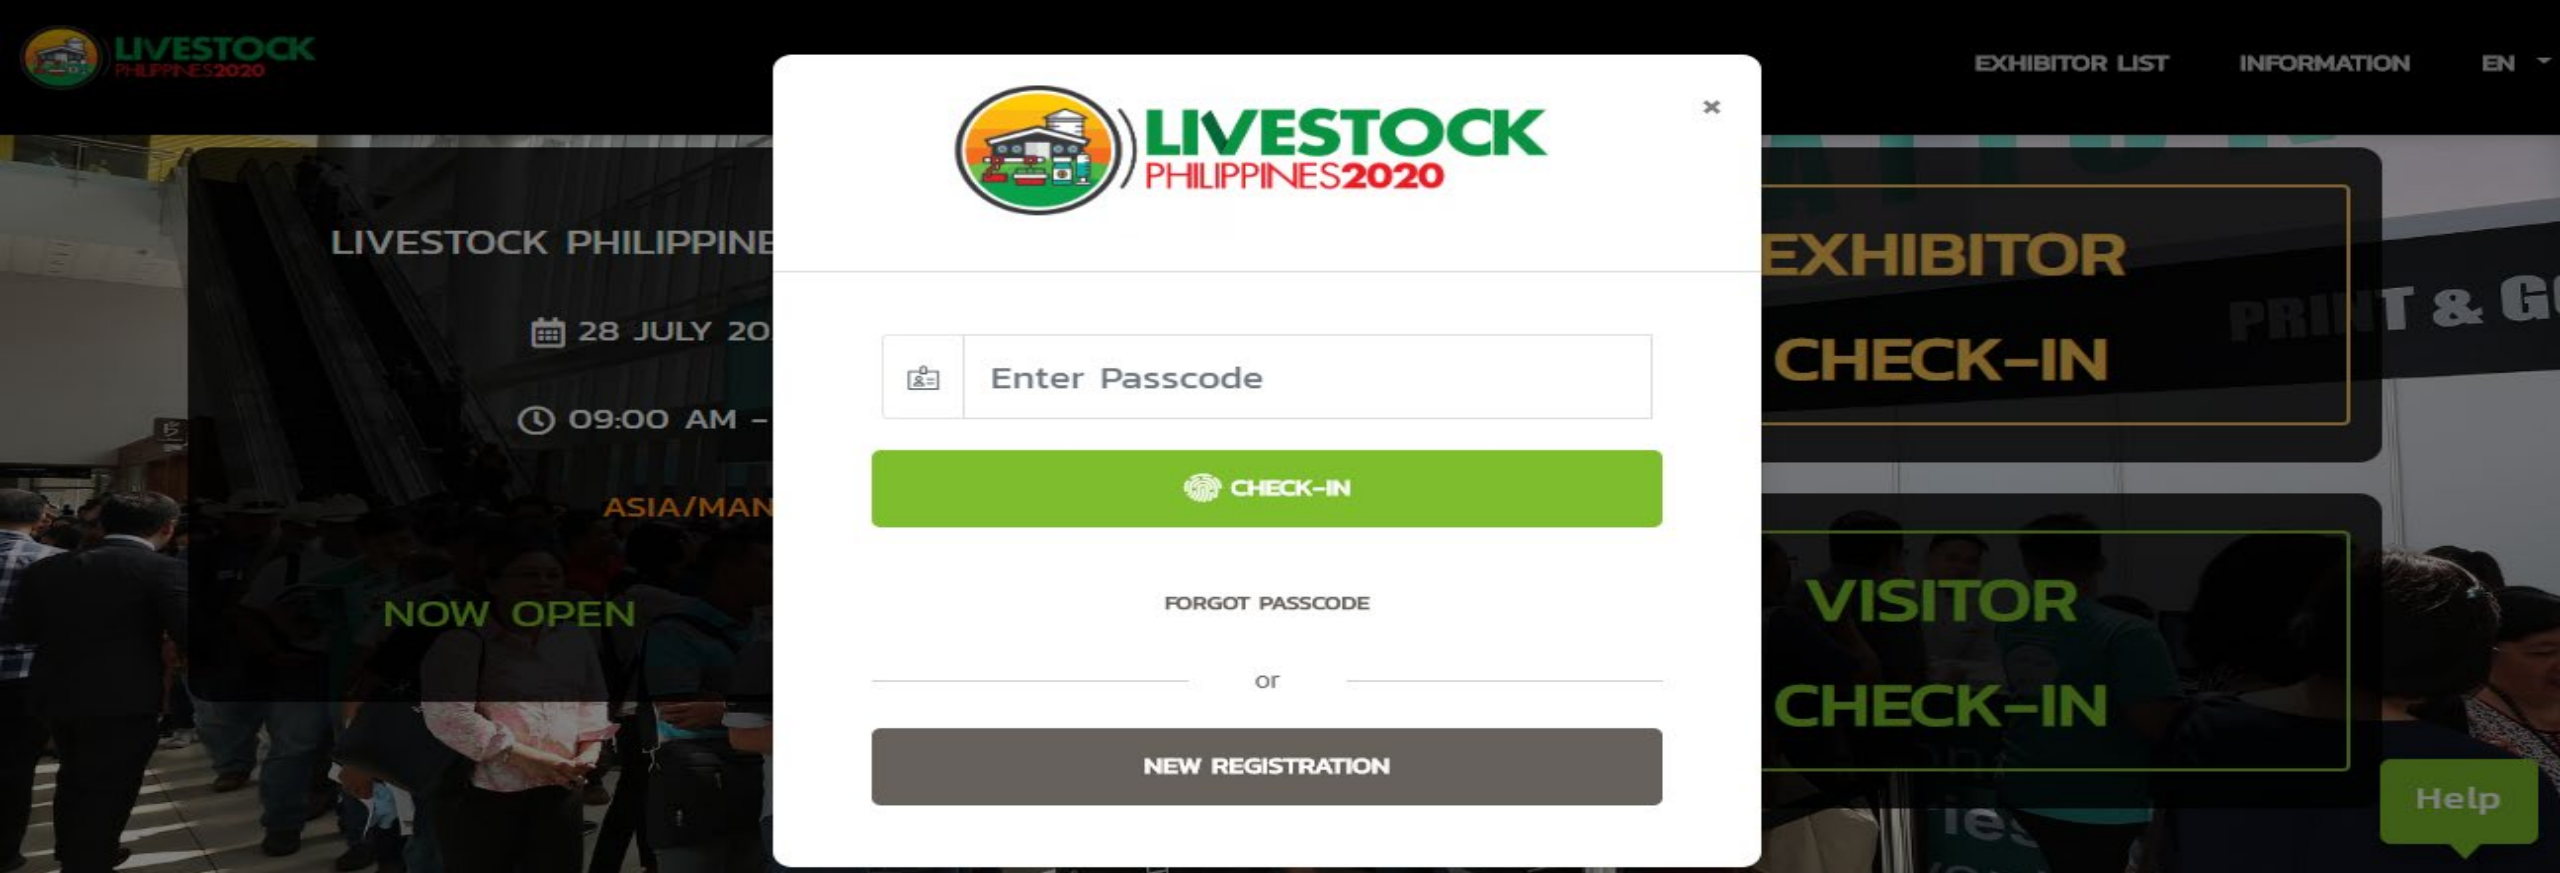 LIVESTOCK
PHILIPPINES2020
EXHIBITOR LIST
INFORMATION
EN
LIVESTOCK
PHILIPPINES2020
LIVESTOCK PHILIPPINE
28 JULY 20
09:00 AM -
ASIA/MAN
NOW OPEN
Enter Passcode
CHECK-IN
FORGOT PASSCODE
or
NEW REGISTRATION
EXHIBITOR
CHECK-IN
PRINT & G
VISITOR
CHECK-IN
Help